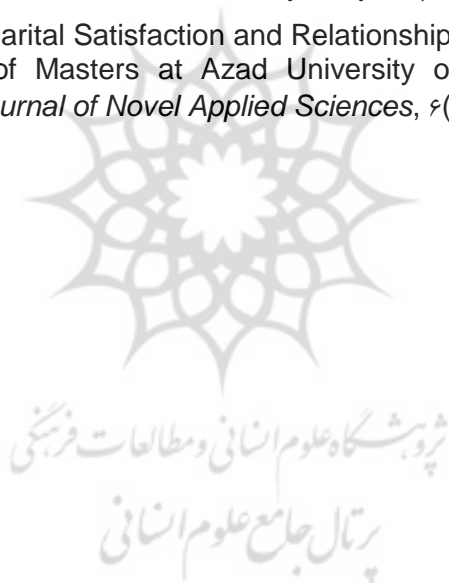 arital Satisfaction and Relationship
of Masters at Azad University o
urnal of Novel Applied Sciences, ۶(
پژوهشگاه علوم انسانی و مطالعات فرهنگی
پرتال جامع علوم انسانی